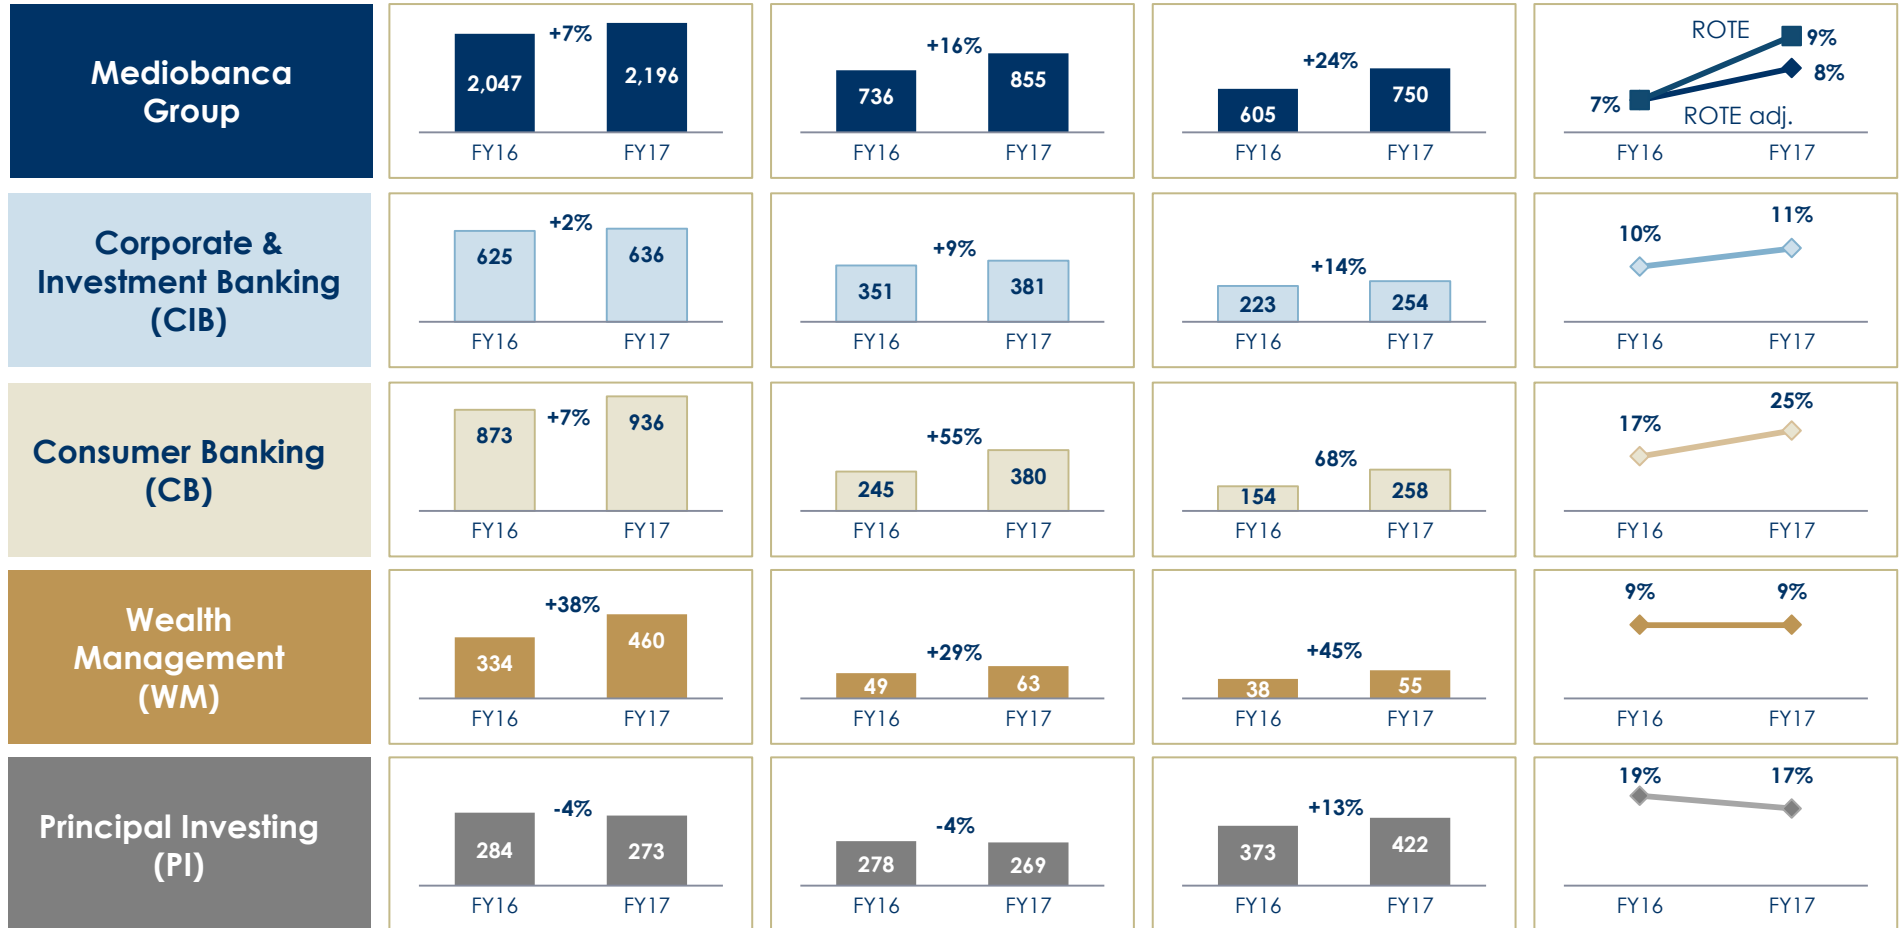 Mediobanca
Group
+7%
2,047
2,196
FY16
FY17
+16%
736
855
FY16
FY17
+24%
605
750
FY16
FY17
ROTE
9%
8%
7%
ROTE adj.
FY16
FY17
Corporate &
Investment Banking
(CIB)
+2%
625
636
FY16
FY17
+9%
351
381
FY16
FY17
+14%
223
254
FY16
FY17
10%
11%
FY16
FY17
Consumer Banking
(CB)
+7%
873
936
FY16
FY17
+55%
245
380
FY16
FY17
68%
154
258
FY16
FY17
17%
25%
FY16
FY17
Wealth
Management
(WM)
+38%
334
460
FY16
FY17
+29%
49
63
FY16
FY17
+45%
38
55
FY16
FY17
9%
9%
FY16
FY17
Principal Investing
(PI)
-4%
284
273
FY16
FY17
-4%
278
269
FY16
FY17
+13%
373
422
FY16
FY17
19%
17%
FY16
FY17